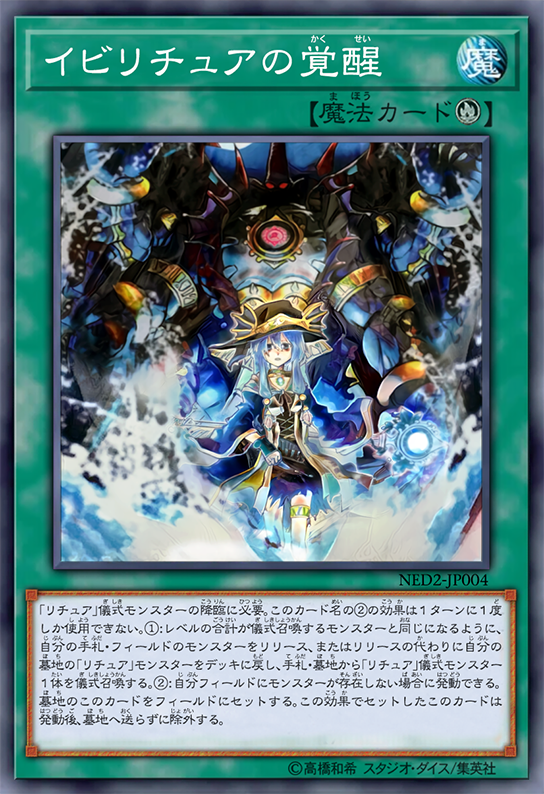 イビリチュアの覚醒
魔
【魔法カード】
NED2-JP004
「リチュア」儀式モンスターの降臨に必要。このカード名の②の効果は1ターンに1度
しか使用できない。①:レベルの合計が儀式召喚するモンスターと同じになるように、
自分の手札・フィールドのモンスターをリリース、またはリリースの代わりに自分の
墓地の「リチュア」モンスターをデッキに戻し、手札・墓地から「リチュア」儀式モンスター
1体を儀式召喚する。②:自分フィールドにモンスターが存在しない場合に発動できる。
墓地のこのカードをフィールドにセットする。この効果でセットしたこのカードは
発動後、墓地へ送らずに除外する。
©高橋和希 スタジオ・ダイス/集英社